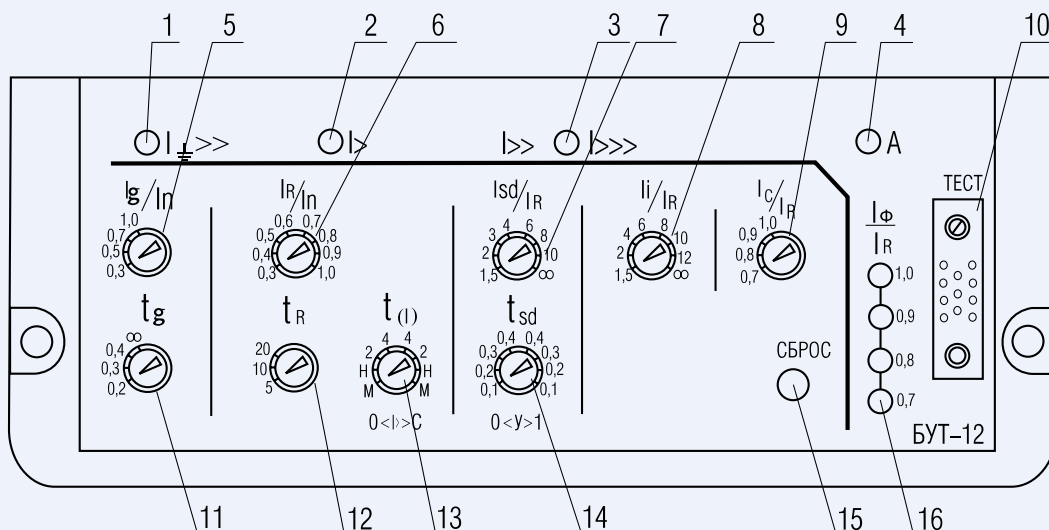 1 5 2 6 3 7 8 9 4 10
I >> I> I>> I>>> A
Ig/In IR/In Isd/IR Ii/IR IC/IR ТЕСТ
0,3 0,5 0,7 1,0
0,3 0,4 0,5 0,6 0,7 0,8 0,9 1,0
1,5 2 3 4 6 8 10 ∞
1,5 2 4 6 8 10 12 ∞
0,7 0,8 0,9 1,0
IФ/IR
1,0
0,9
0,8
0,7
tg tR t(I) tsd
0,2 0,3 0,4 ∞
5 10 20
M H 2 4 4 2 H M
0,1 0,2 0,3 0,4 0,4 0,3 0,2 0,1
0<I>>C 0<У>1
СБРОС
БУТ–12
11 12 13 14 15 16